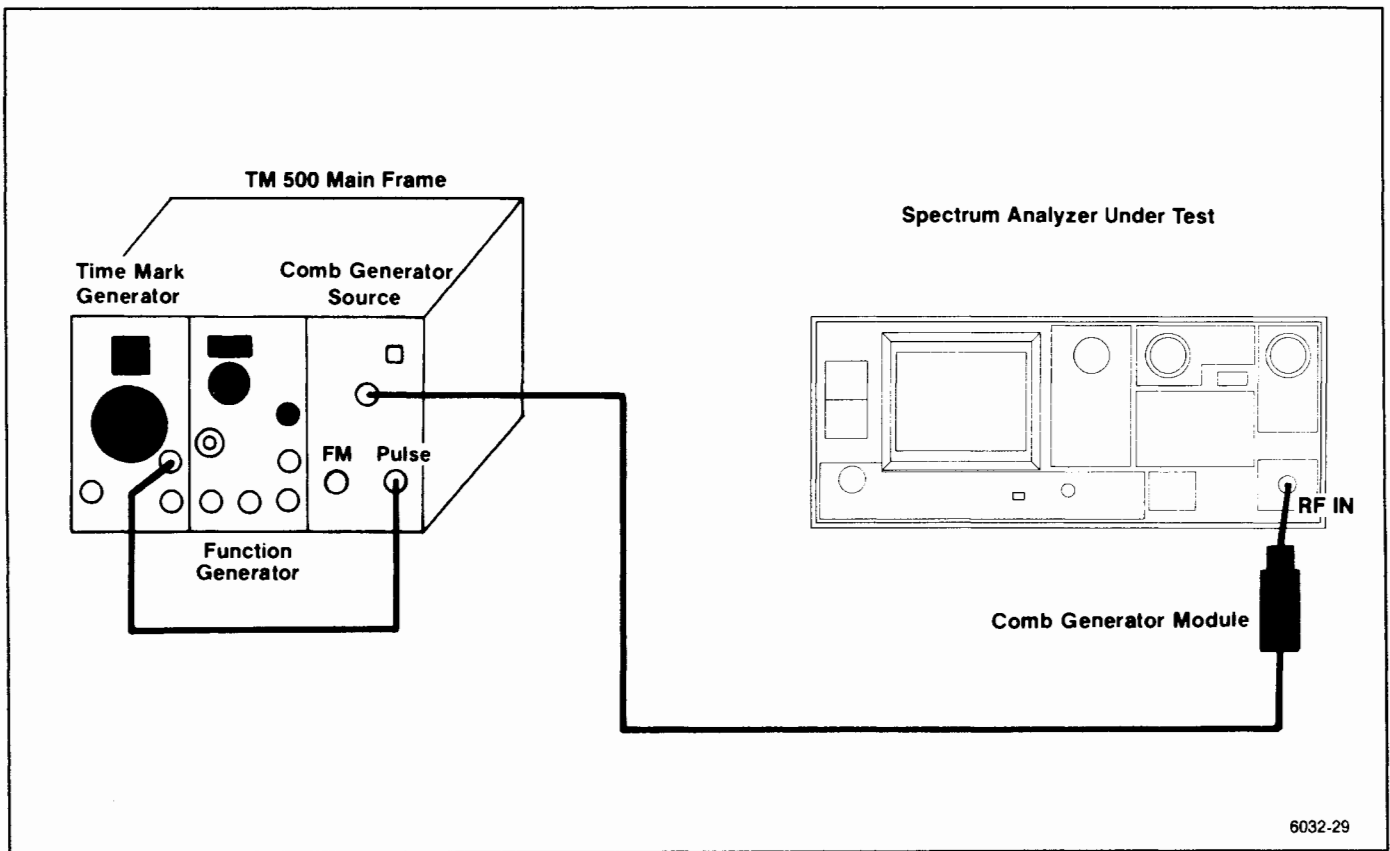 TM 500 Main Frame
Spectrum Analyzer Under Test
Time Mark
Generator
Comb Generator
Source
FM
Pulse
RF IN
Function
Generator
Comb Generator Module
6032-29